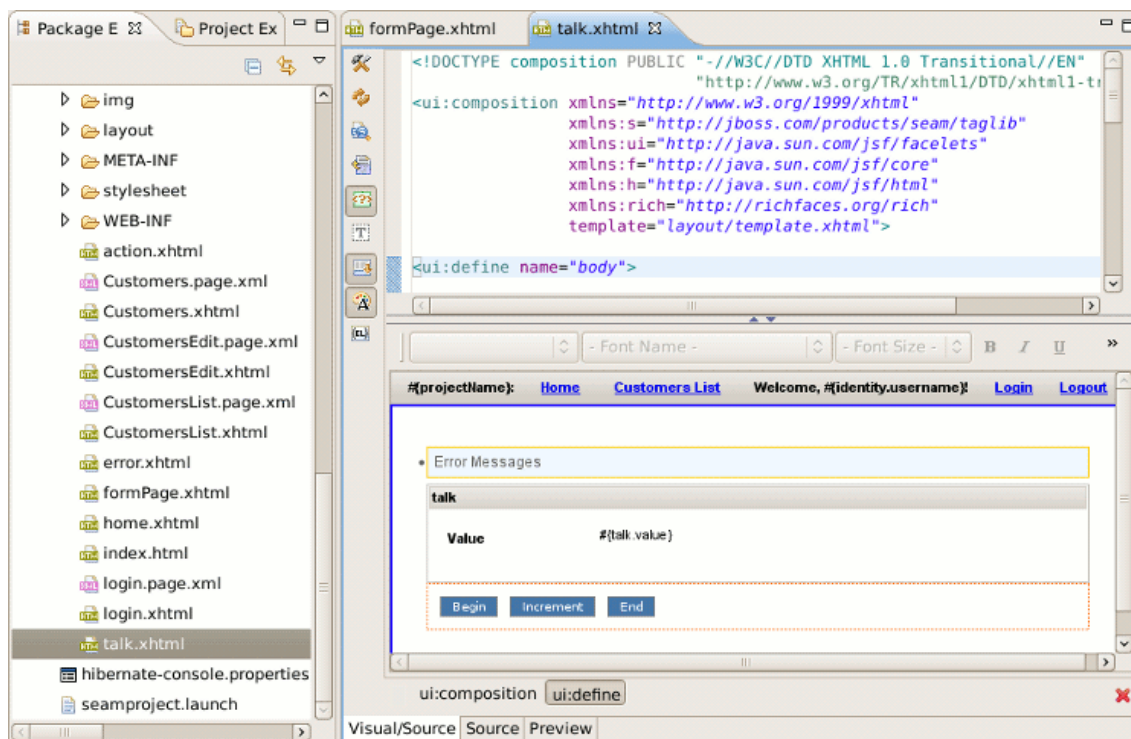 Package E
Project Ex
img
layout
META-INF
stylesheet
WEB-INF
action.xhtml
Customers.page.xml
Customers.xhtml
CustomersEdit.page.xml
CustomersEdit.xhtml
CustomersList.page.xml
CustomersList.xhtml
error.xhtml
formPage.xhtml
home.xhtml
index.html
login.page.xml
login.xhtml
talk.xhtml
hibernate-console.properties
seamproject.launch
formPage.xhtml
talk.xhtml
<!DOCTYPE composition PUBLIC "-//W3C//DTD XHTML 1.0 Transitional//EN"
"http://www.w3.org/TR/xhtml1/DTD/xhtml1-tr
<ui:composition xmlns="http://www.w3.org/1999/xhtml"
xmlns:s="http://jboss.com/products/seam/taglib"
xmlns:ui="http://java.sun.com/jsf/facelets"
xmlns:f="http://java.sun.com/jsf/core"
xmlns:h="http://java.sun.com/jsf/html"
xmlns:rich="http://richfaces.org/rich"
template="layout/template.xhtml">
<ui:define name="body">
- Font Name -
- Font Size -
B I U »
#{projectName}: Home Customers List Welcome, #{identity.username}! Login Logout
Error Messages
talk
Value #{talk.value}
Begin Increment End
ui:composition ui:define
Visual/Source Source Preview